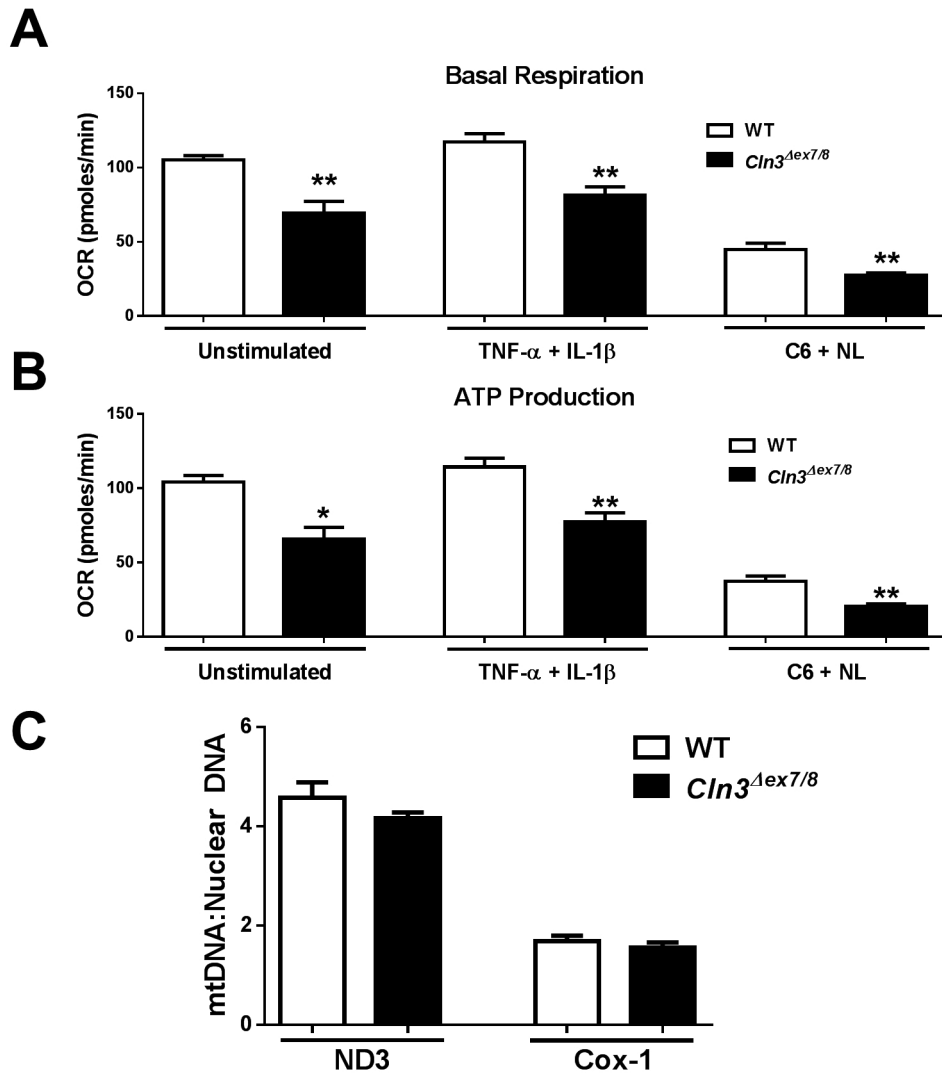 A
Basal Respiration
OCR (pmoles/min)
150
100
50
0
WT
Cln3Δex7/8
**
**
**
Unstimulated
TNF-α + IL-1β
C6 + NL
B
ATP Production
OCR (pmoles/min)
150
100
50
0
WT
Cln3Δex7/8
*
**
**
Unstimulated
TNF-α + IL-1β
C6 + NL
C
mtDNA:Nuclear DNA
6
4
2
0
WT
Cln3Δex7/8
ND3
Cox-1